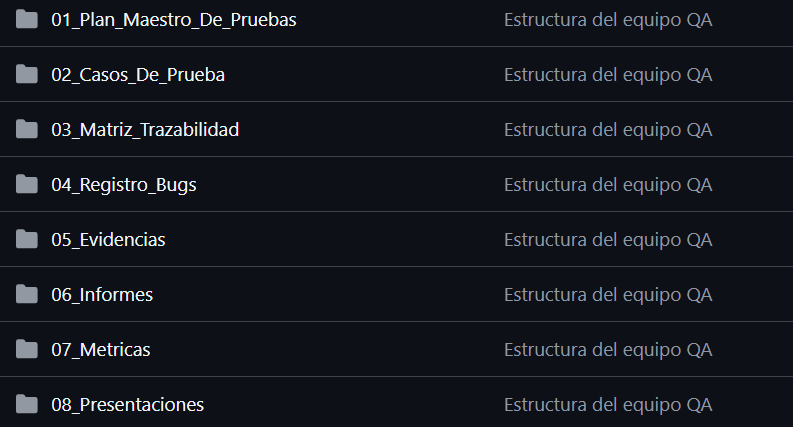 01_Plan_Maestro_De_Pruebas Estructura del equipo QA
02_Casos_De_Prueba Estructura del equipo QA
03_Matriz_Trazabilidad Estructura del equipo QA
04_Registro_Bugs Estructura del equipo QA
05_Evidencias Estructura del equipo QA
06_Informes Estructura del equipo QA
07_Metricas Estructura del equipo QA
08_Presentaciones Estructura del equipo QA